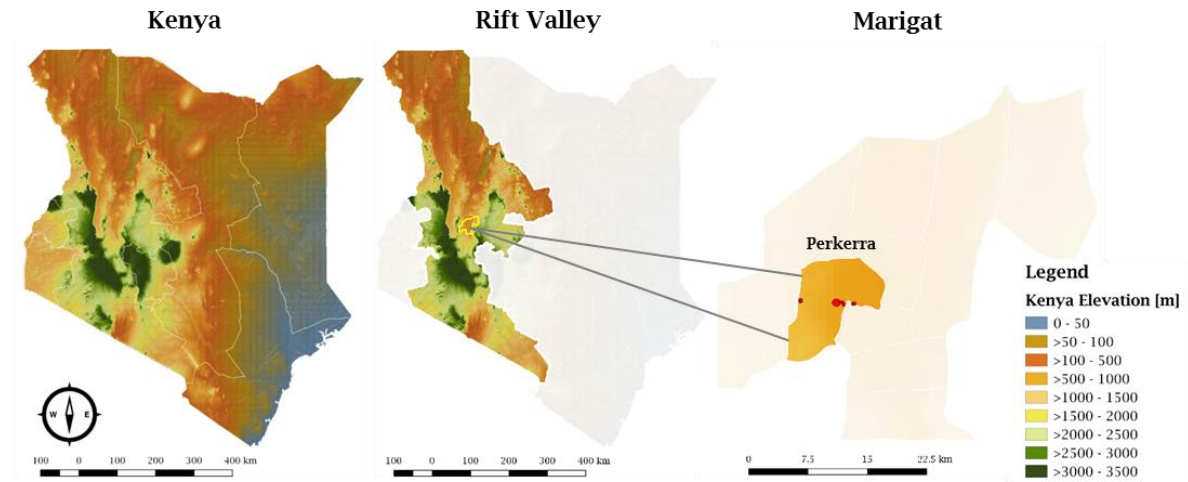 Kenya
Rift Valley
Marigat
Perkerra
Legend
Kenya Elevation [m]
0 - 50
>50 - 100
>100 - 500
>500 - 1000
>1000 - 1500
>1500 - 2000
>2000 - 2500
>2500 - 3000
>3000 - 3500
W E
100 0 100 200 300 400 km
100 0 100 200 300 400 km
0 7.5 15 22.5 km